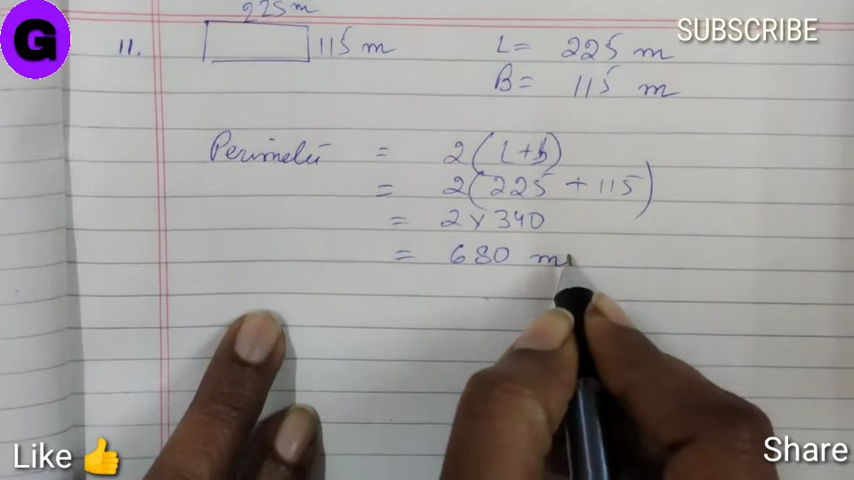 225 m
G
SUBSCRIBE
11.
115 m
L = 225 m
B = 115 m
Perimeter = 2(L+b)
= 2(225 + 115)
= 2 x 340
= 680 m
Like
Share